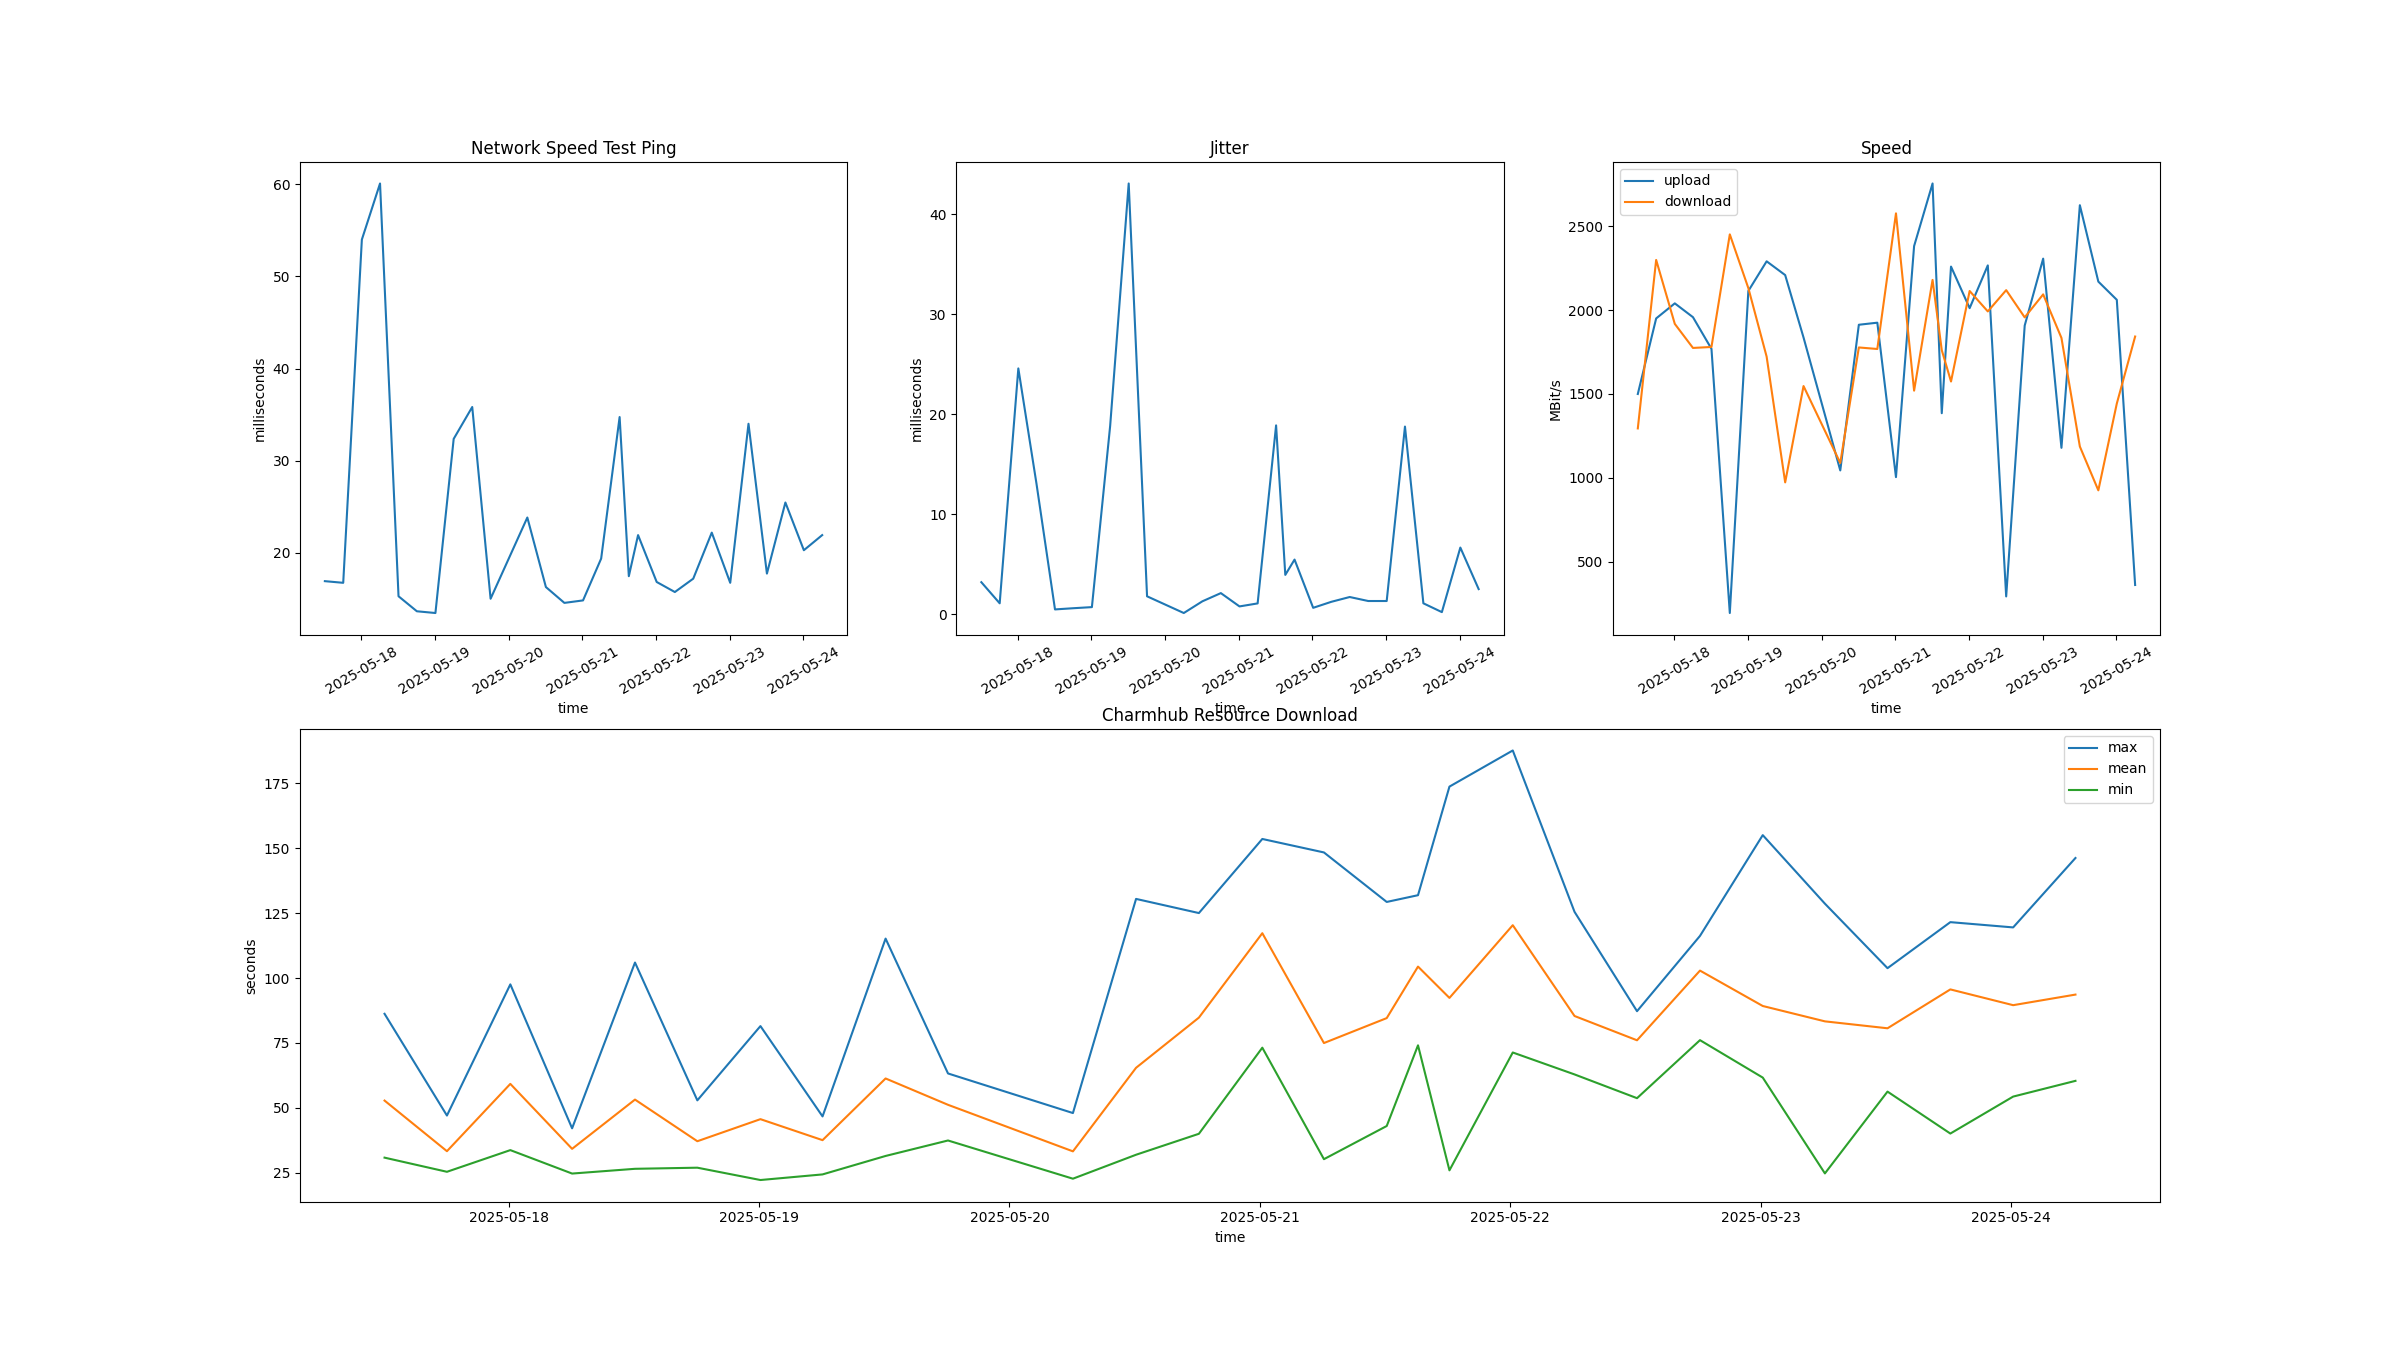 Network Speed Test Ping
milliseconds
60
50
40
30
20
2025-05-18
2025-05-19
2025-05-20
2025-05-21
2025-05-22
2025-05-23
2025-05-24
time
Jitter
milliseconds
40
30
20
10
0
2025-05-18
2025-05-19
2025-05-20
2025-05-21
2025-05-22
2025-05-23
2025-05-24
time
Speed
upload
download
MBit/s
2500
2000
1500
1000
500
2025-05-18
2025-05-19
2025-05-20
2025-05-21
2025-05-22
2025-05-23
2025-05-24
time
Charmhub Resource Download
max
mean
min
seconds
175
150
125
100
75
50
25
2025-05-18
2025-05-19
2025-05-20
2025-05-21
2025-05-22
2025-05-23
2025-05-24
time